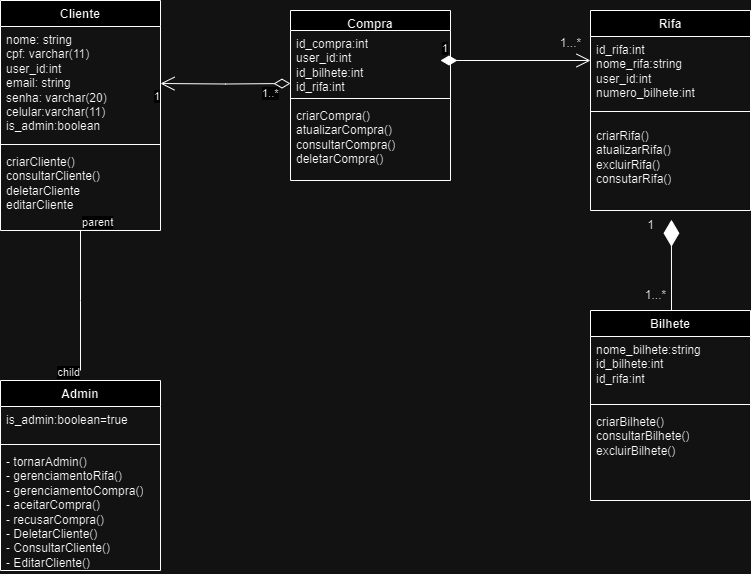 Cliente
nome: string
cpf: varchar(11)
user_id:int
email: string
senha: varchar(20)
celular:varchar(11)
is_admin:boolean
criarCliente()
consultarCliente()
deletarCliente
editarCliente
parent
1
1..*
Compra
id_compra:int
user_id:int
id_bilhete:int
id_rifa:int
criarCompra()
atualizarCompra()
consultarCompra()
deletarCompra()
1
1...*
Rifa
id_rifa:int
nome_rifa:string
user_id:int
numero_bilhete:int
criarRifa()
atualizarRifa()
excluirRifa()
consutarRifa()
1
1...*
Bilhete
nome_bilhete:string
id_bilhete:int
id_rifa:int
criarBilhete()
consultarBilhete()
excluirBilhete()
child
Admin
is_admin:boolean=true
- tornarAdmin()
- gerenciamentoRifa()
- gerenciamentoCompra()
- aceitarCompra()
- recusarCompra()
- DeletarCliente()
- ConsultarCliente()
- EditarCliente()